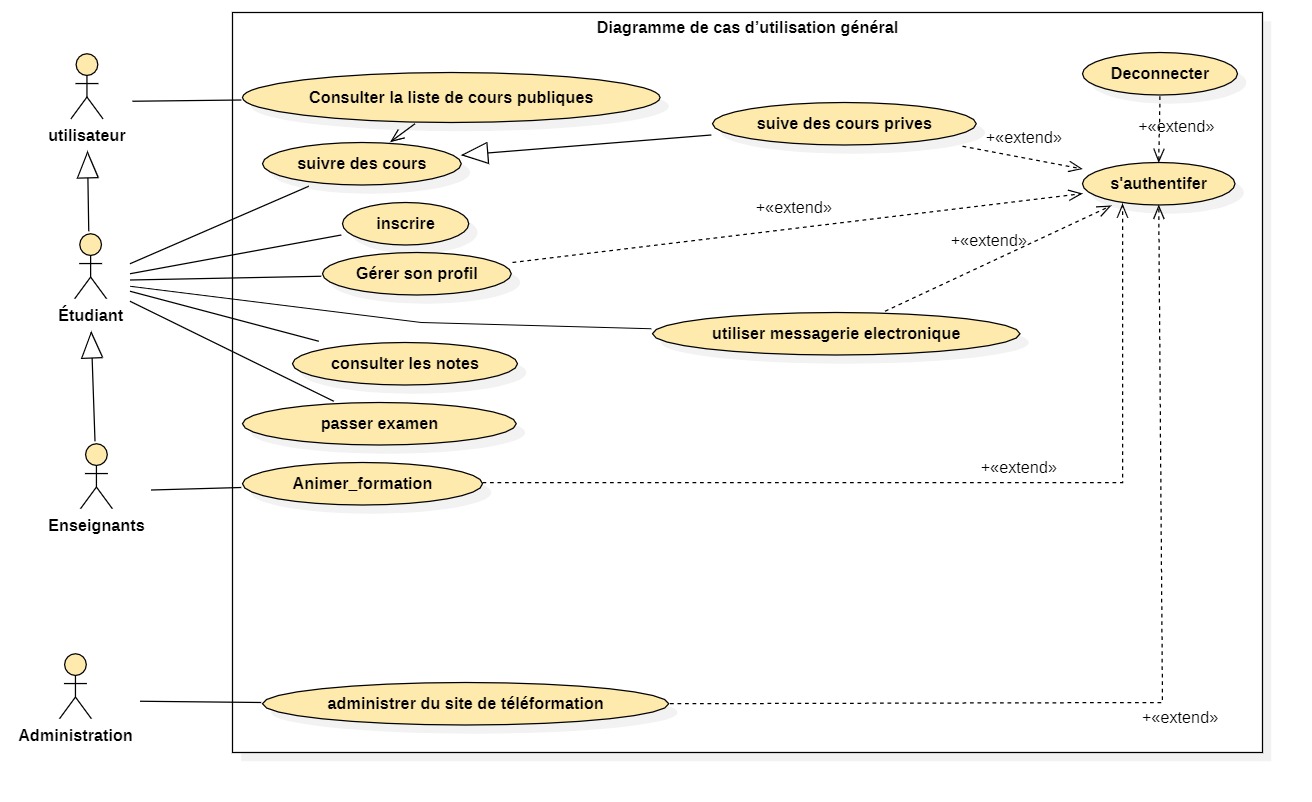 Diagramme de cas d’utilisation général
Deconnecter
Consulter la liste de cours publiques
suive des cours prives
+«extend»
utilisateur
+«extend»
suivre des cours
s'authentifer
+«extend»
inscrire
+«extend»
Gérer son profil
Étudiant
utiliser messagerie electronique
consulter les notes
passer examen
+«extend»
Animer_formation
Enseignants
administrer du site de téléformation
+«extend»
Administration